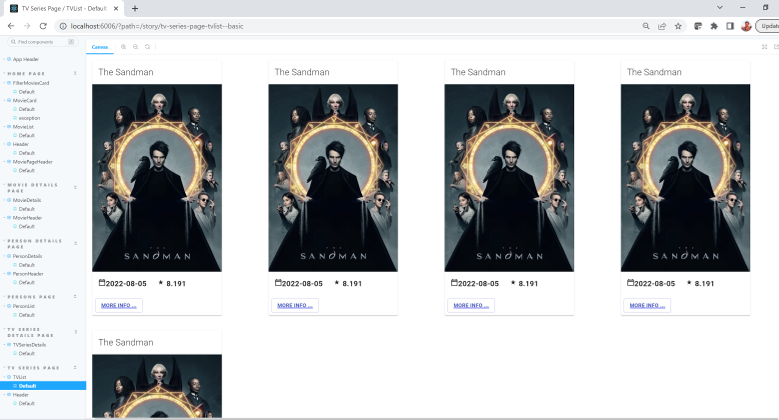 TV Series Page / TVList - Default
localhost:6006/?path=/story/tv-series-page-tvlist--basic
Update
Find components
Canvas
App Header
HOME PAGE
FilterMoviesCard
Default
MovieCard
Default
exception
MovieList
Default
Header
Default
MoviePageHeader
Default
MOVIE DETAILS
PAGE
MovieDetails
Default
MovieHeader
Default
PERSON DETAILS
PAGE
PersonDetails
Default
PersonHeader
Default
PERSONS PAGE
PersonList
Default
TV SERIES
DETAILS PAGE
TVSeriesDetails
Default
TV SERIES PAGE
TVList
Default
Header
Default
The Sandman
THE
SANDMAN
2022-08-05 ★ 8.191
MORE INFO ...
The Sandman
THE
SANDMAN
2022-08-05 ★ 8.191
MORE INFO ...
The Sandman
THE
SANDMAN
2022-08-05 ★ 8.191
MORE INFO ...
The Sandman
THE
SANDMAN
2022-08-05 ★ 8.191
MORE INFO ...
The Sandman